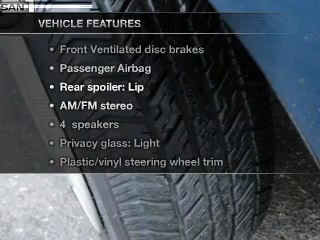 VEHICLE FEATURES
• Front Ventilated disc brakes
• Passenger Airbag
• Rear spoiler: Lip
• AM/FM stereo
• 4 speakers
• Privacy glass: Light
• Plastic/vinyl steering wheel trim